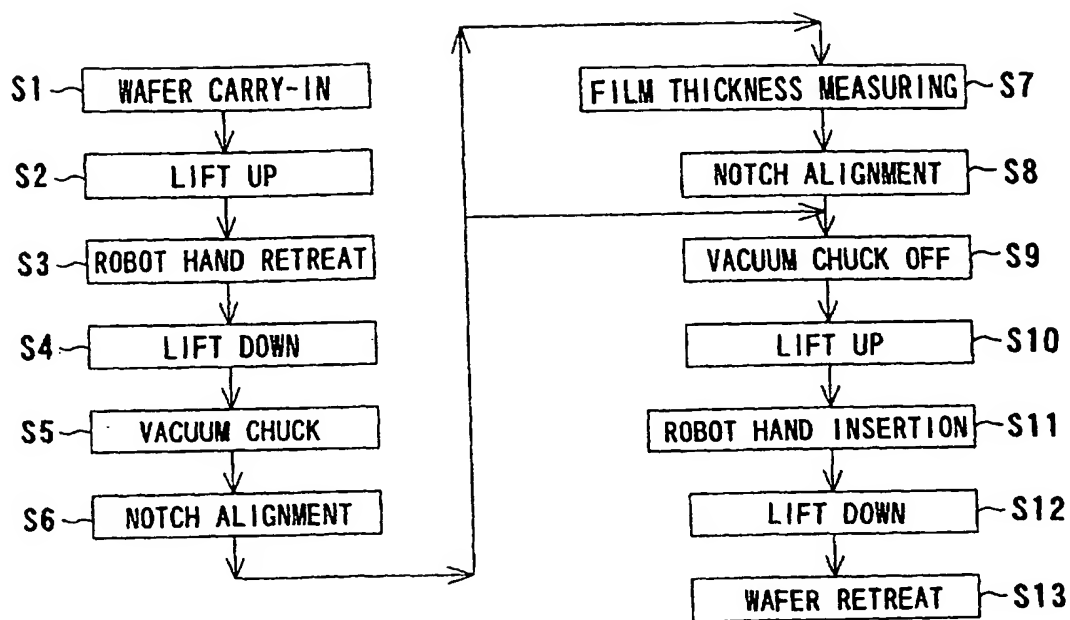 S1 WAFER CARRY-IN
S2 LIFT UP
S3 ROBOT HAND RETREAT
S4 LIFT DOWN
S5 VACUUM CHUCK
S6 NOTCH ALIGNMENT
FILM THICKNESS MEASURING S7
NOTCH ALIGNMENT S8
VACUUM CHUCK OFF S9
LIFT UP S10
ROBOT HAND INSERTION S11
LIFT DOWN S12
WAFER RETREAT S13